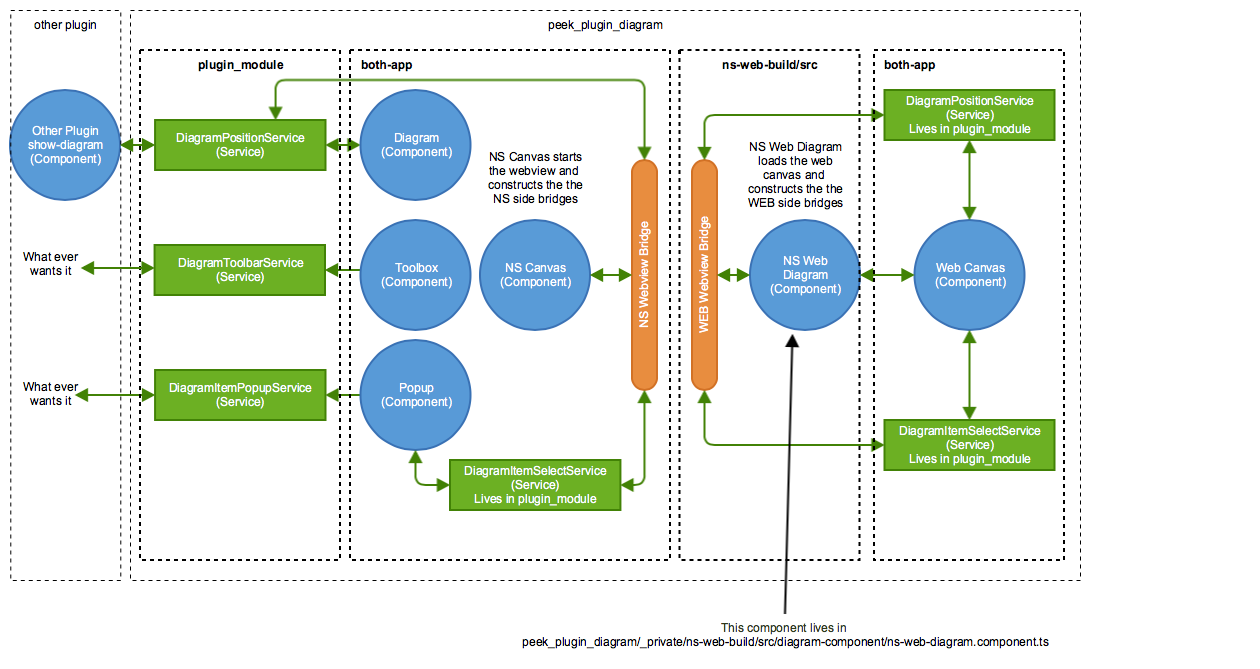 other plugin
peek_plugin_diagram
plugin_module
both-app
ns-web-build/src
both-app
Other Plugin
show-diagram
(Component)
DiagramPositionService
(Service)
Diagram
(Component)
NS Canvas starts
the webview and
constructs the the
NS side bridges
NS Web Diagram
loads the web
canvas and
constructs the the
WEB side bridges
DiagramPositionService
(Service)
Lives in plugin_module
What ever
wants it
DiagramToolbarService
(Service)
Toolbox
(Component)
NS Canvas
(Component)
NS Webview Bridge
WEB Webview Bridge
NS Web
Diagram
(Component)
Web Canvas
(Component)
What ever
wants it
DiagramItemPopupService
(Service)
Popup
(Component)
DiagramItemSelectService
(Service)
Lives in plugin_module
DiagramItemSelectService
(Service)
Lives in plugin_module
This component lives in
peek_plugin_diagram/_private/ns-web-build/src/diagram-component/ns-web-diagram.component.ts